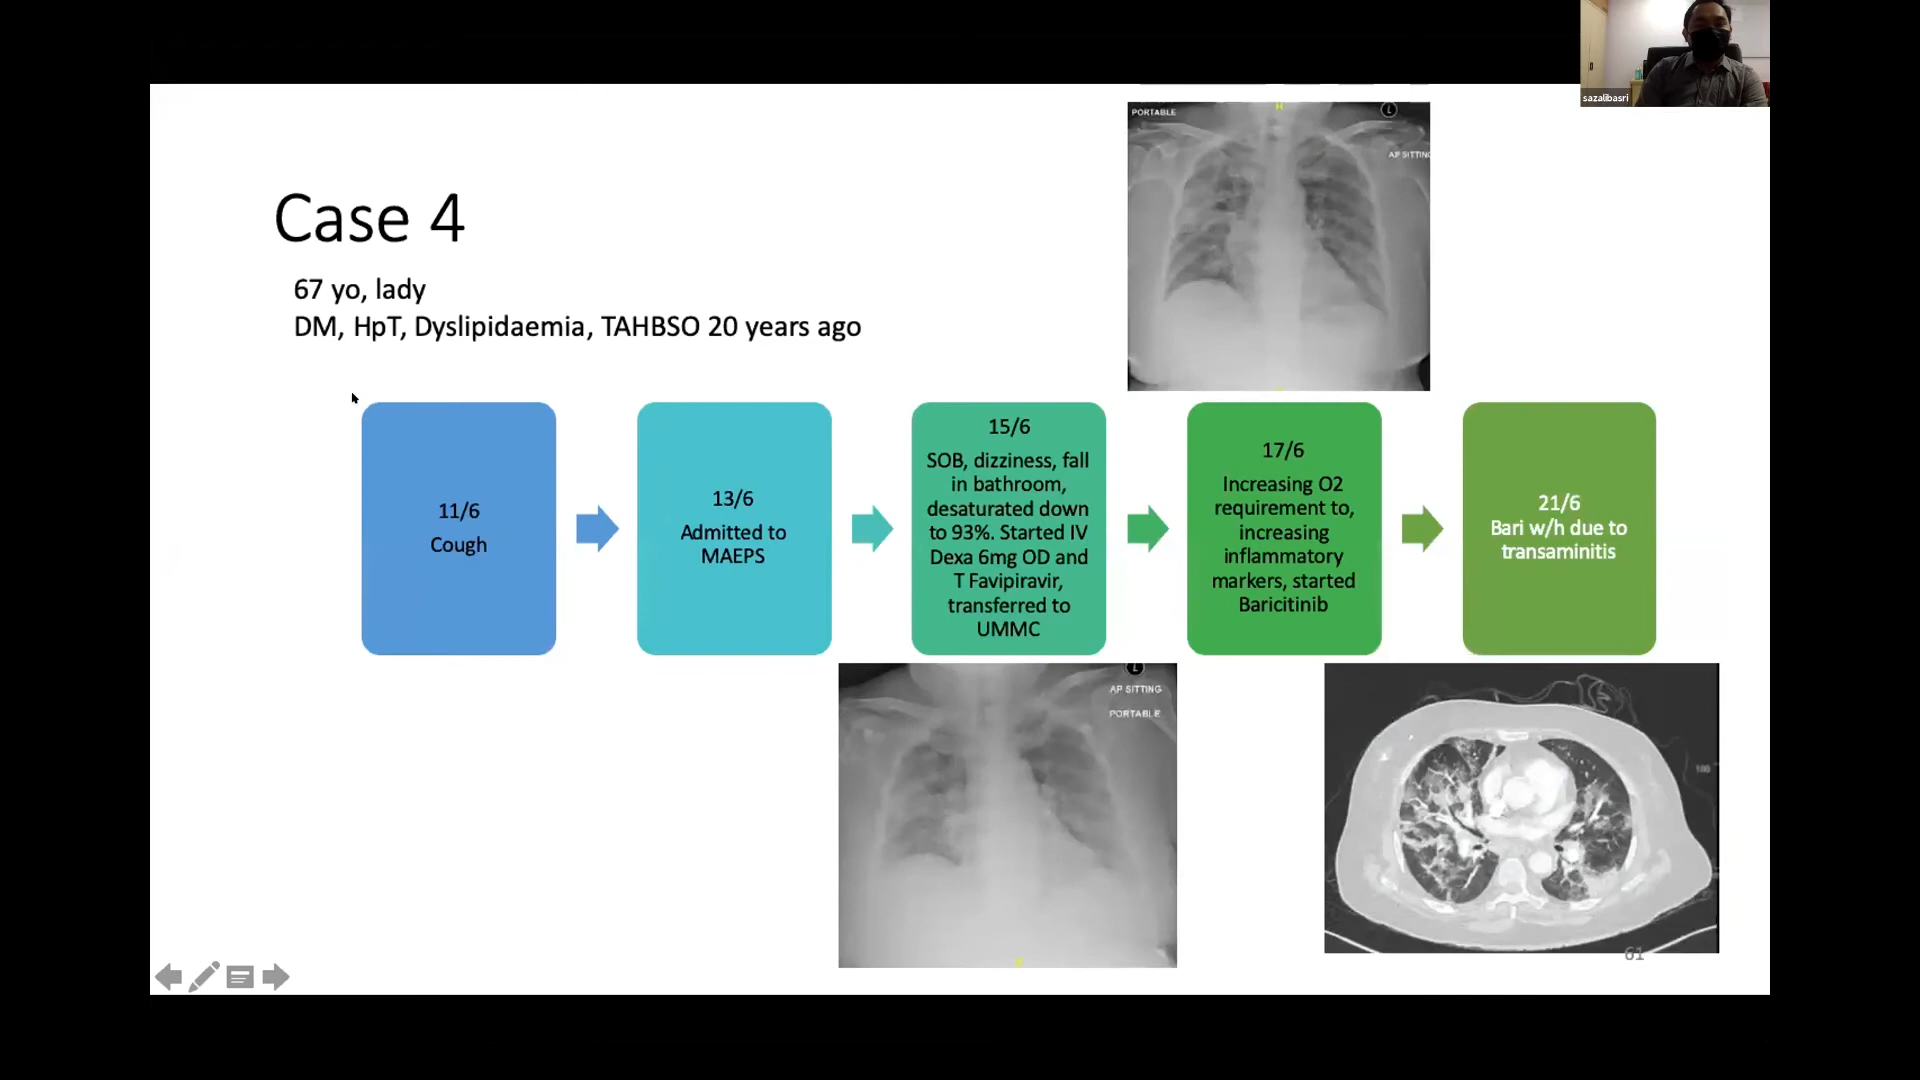 sazalibasri
PORTABLE
H
L
AP SITTING
Case 4
67 yo, lady
DM, HpT, Dyslipidaemia, TAHBSO 20 years ago
11/6
Cough
13/6
Admitted to
MAEPS
15/6
SOB, dizziness, fall
in bathroom,
desaturated down
to 93%. Started IV
Dexa 6mg OD and
T Favipiravir,
transferred to
UMMC
17/6
Increasing O2
requirement to,
increasing
inflammatory
markers, started
Baricitinib
21/6
Bari w/h due to
transaminitis
L
AP SITTING
PORTABLE
100
61